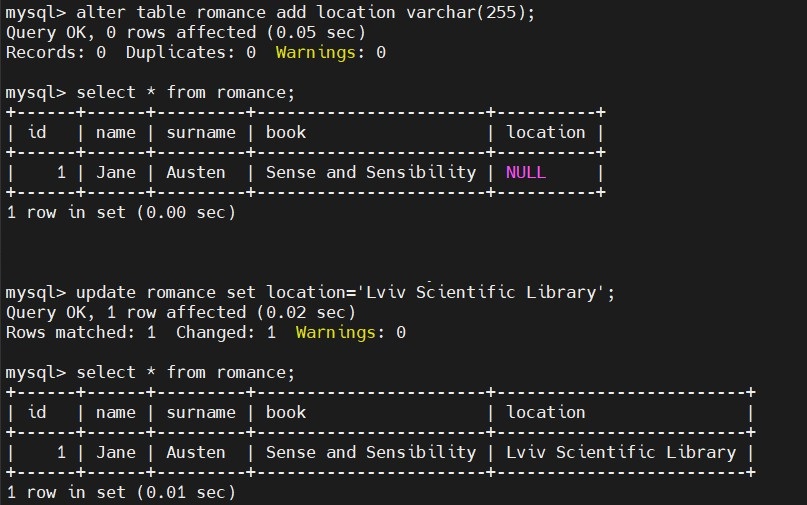 mysql> alter table romance add location varchar(255);
Query OK, 0 rows affected (0.05 sec)
Records: 0  Duplicates: 0  Warnings: 0
mysql> select * from romance;
+------+------+---------+-----------------------+----------+
| id   | name | surname | book                  | location |
+------+------+---------+-----------------------+----------+
|    1 | Jane | Austen  | Sense and Sensibility | NULL     |
+------+------+---------+-----------------------+----------+
1 row in set (0.00 sec)
mysql> update romance set location='Lviv Scientific Library';
Query OK, 1 row affected (0.02 sec)
Rows matched: 1  Changed: 1  Warnings: 0
mysql> select * from romance;
+------+------+---------+-----------------------+-------------------------+
| id   | name | surname | book                  | location                |
+------+------+---------+-----------------------+-------------------------+
|    1 | Jane | Austen  | Sense and Sensibility | Lviv Scientific Library |
+------+------+---------+-----------------------+-------------------------+
1 row in set (0.01 sec)